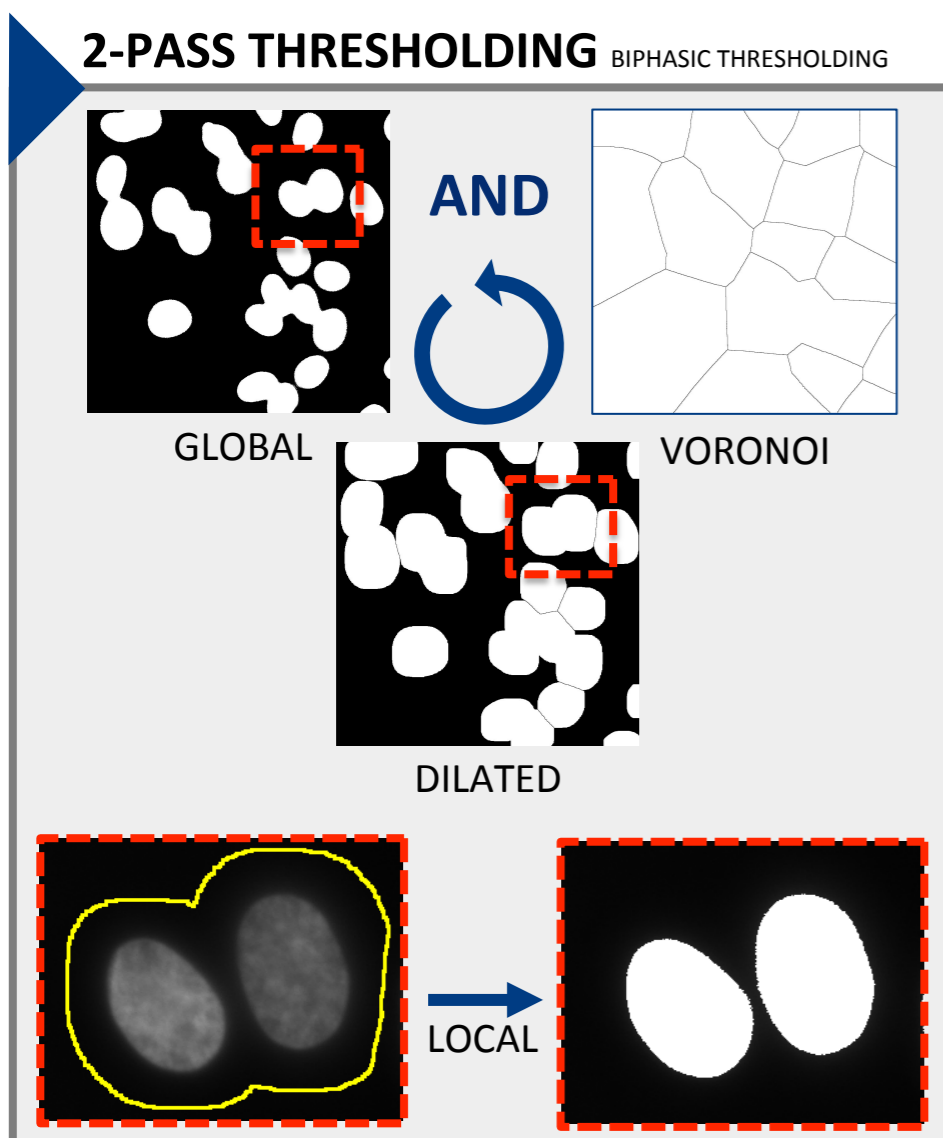 2-PASS THRESHOLDING BIPHASIC THRESHOLDING
AND
GLOBAL
VORONOI
DILATED
LOCAL